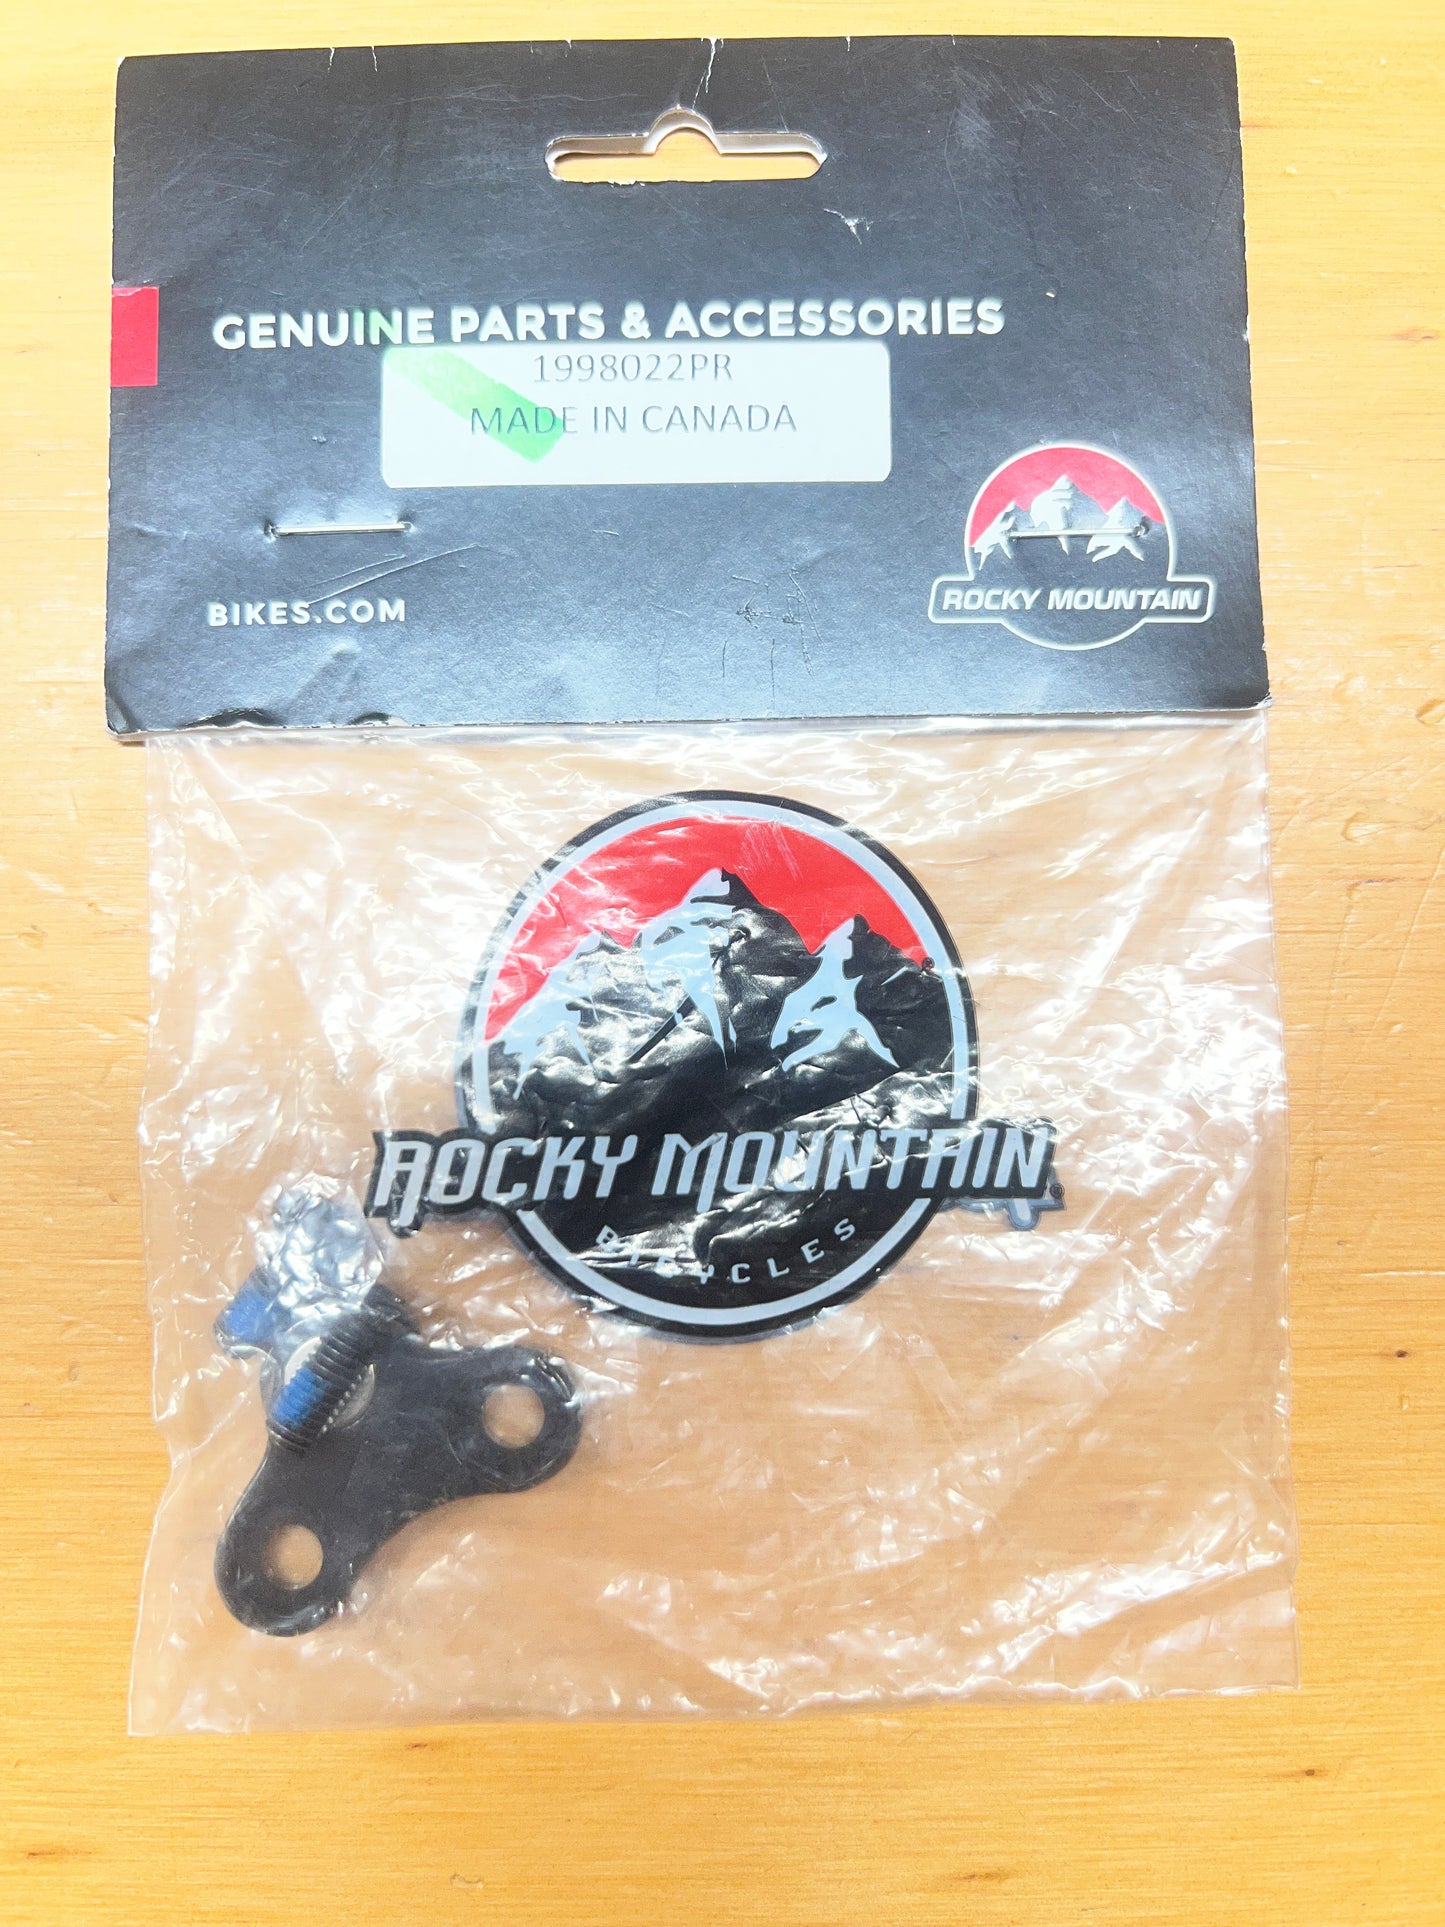 GENUINE PARTS & ACCESSORIES
1998022PR
MADE IN CANADA
BIKES.COM
ROCKY MOUNTAIN
ROCKY MOUNTAIN
BICYCLES